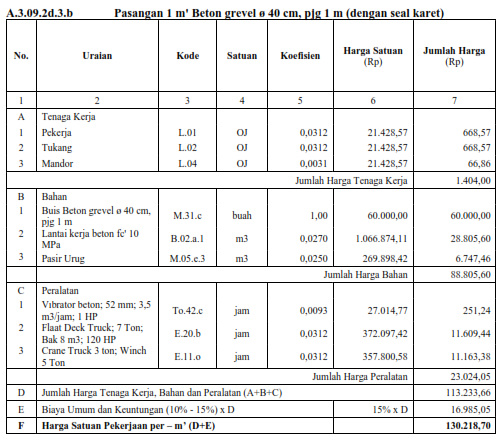 A.3.09.2d.3.b Pasangan 1 m' Beton grevel ø 40 cm, pjg 1 m (dengan seal karet)
No. Uraian Kode Satuan Koefisien Harga Satuan (Rp) Jumlah Harga (Rp)
1 2 3 4 5 6 7
A Tenaga Kerja
1 Pekerja L.01 OJ 0,0312 21.428,57 668,57
2 Tukang L.02 OJ 0,0312 21.428,57 668,57
3 Mandor L.04 OJ 0,0031 21.428,57 66,86
Jumlah Harga Tenaga Kerja 1.404,00
B Bahan
1 Buis Beton grevel ø 40 cm, pjg 1 m M.31.c buah 1,00 60.000,00 60.000,00
2 Lantai kerja beton fc' 10 MPa B.02.a.1 m3 0,0270 1.066.874,11 28.805,60
3 Pasir Urug M.05.e.3 m3 0,0250 269.898,42 6.747,46
Jumlah Harga Bahan 88.805,60
C Peralatan
1 Vibrator beton; 52 mm; 3,5 m3/jam; 1 HP To.42.c jam 0,0093 27.014,77 251,24
2 Flaat Deck Truck; 7 Ton; Bak 8 m3; 120 HP E.20.b jam 0,0312 372.097,42 11.609,44
3 Crane Truck 3 ton; Winch 5 Ton E.11.o jam 0,0312 357.800,58 11.163,38
Jumlah Harga Peralatan 23.024,05
D Jumlah Harga Tenaga Kerja, Bahan dan Peralatan (A+B+C) 113.233,66
E Biaya Umum dan Keuntungan (10% - 15%) x D 15% x D 16.985,05
F Harga Satuan Pekerjaan per – m' (D+E) 130.218,70